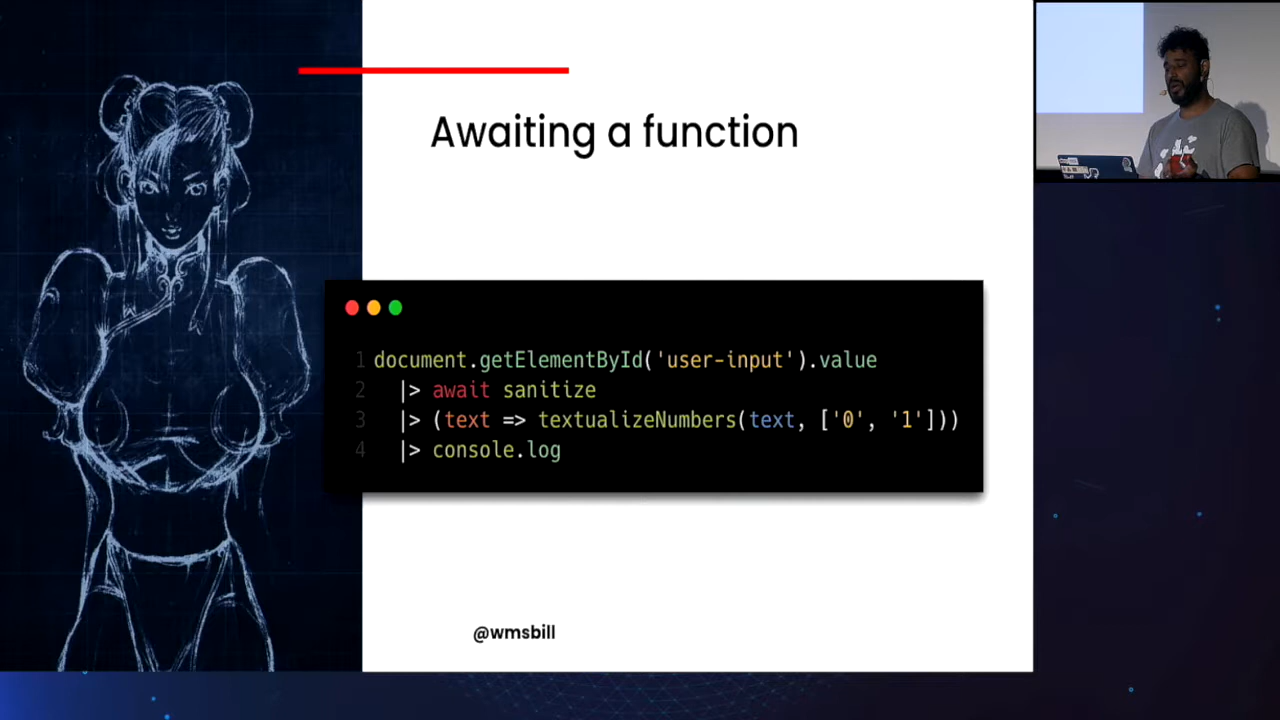 Awaiting a function
1 document.getElementById('user-input').value
2 |> await sanitize
3 |> (text => textualizeNumbers(text, ['0', '1']))
4 |> console.log
@wmsbill